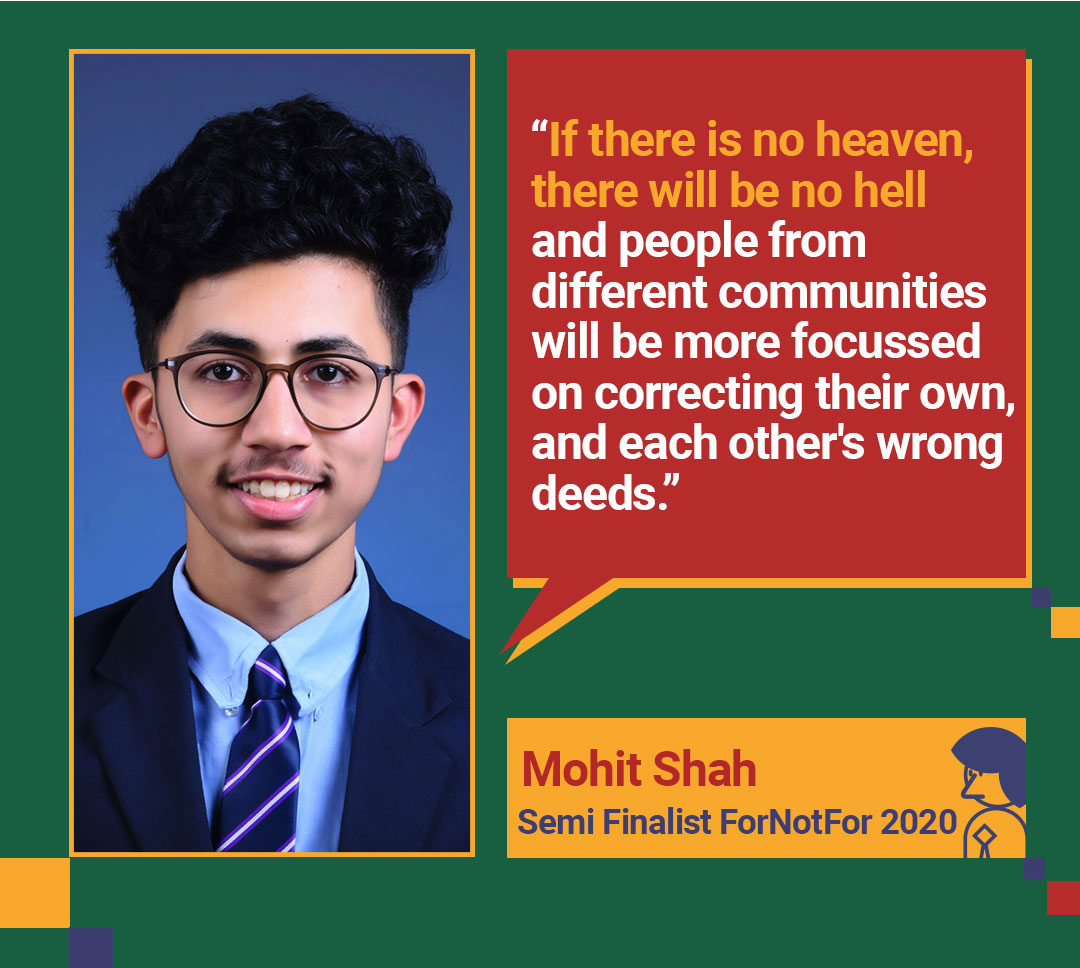 “If there is no heaven,
there will be no hell
and people from
different communities
will be more focussed
on correcting their own,
and each other's wrong
deeds.”
Mohit Shah
Semi Finalist ForNotFor 2020